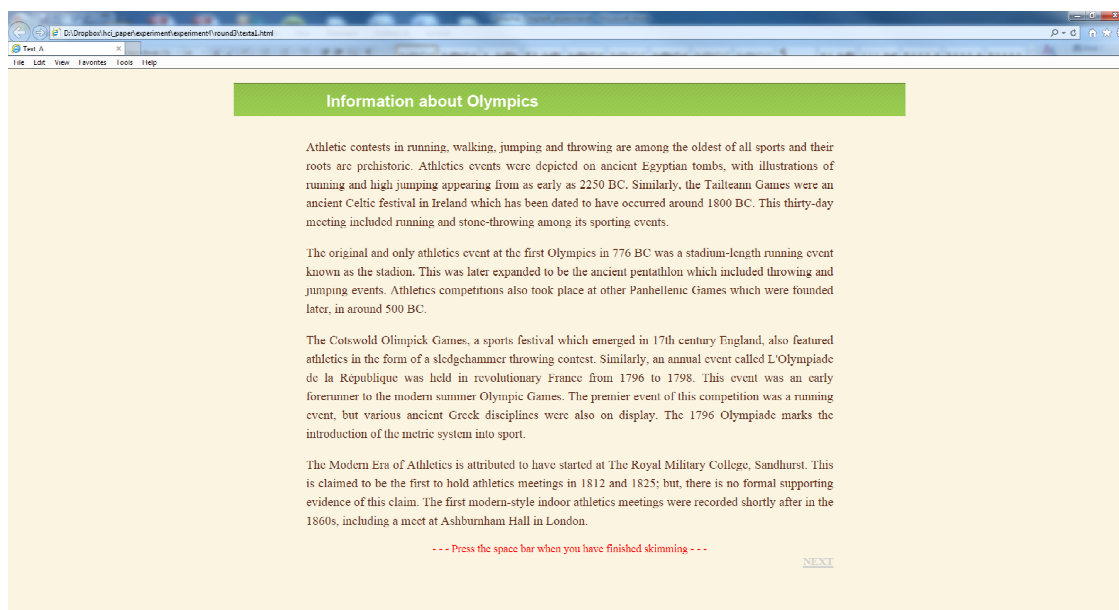 D:\Dropbox\hci_paper\experiment\experiment4\round3\texta1.html
Text_A
File Edit View Favorites Tools Help
Information about Olympics
Athletic contests in running, walking, jumping and throwing are among the oldest of all sports and their
roots are prehistoric. Athletics events were depicted on ancient Egyptian tombs, with illustrations of
running and high jumping appearing from as early as 2250 BC. Similarly, the Tailteann Games were an
ancient Celtic festival in Ireland which has been dated to have occurred around 1800 BC. This thirty-day
meeting included running and stone-throwing among its sporting events.
The original and only athletics event at the first Olympics in 776 BC was a stadium-length running event
known as the stadion. This was later expanded to be the ancient pentathlon which included throwing and
jumping events. Athletics competitions also took place at other Panhellenic Games which were founded
later, in around 500 BC.
The Cotswold Olimpick Games, a sports festival which emerged in 17th century England, also featured
athletics in the form of a sledgehammer throwing contest. Similarly, an annual event called L'Olympiade
de la République was held in revolutionary France from 1796 to 1798. This event was an early
forerunner to the modern summer Olympic Games. The premier event of this competition was a running
event, but various ancient Greek disciplines were also on display. The 1796 Olympiade marks the
introduction of the metric system into sport.
The Modern Era of Athletics is attributed to have started at The Royal Military College, Sandhurst. This
is claimed to be the first to hold athletics meetings in 1812 and 1825; but, there is no formal supporting
evidence of this claim. The first modern-style indoor athletics meetings were recorded shortly after in the
1860s, including a meet at Ashburnham Hall in London.
- - - Press the space bar when you have finished skimming - - -
NEXT